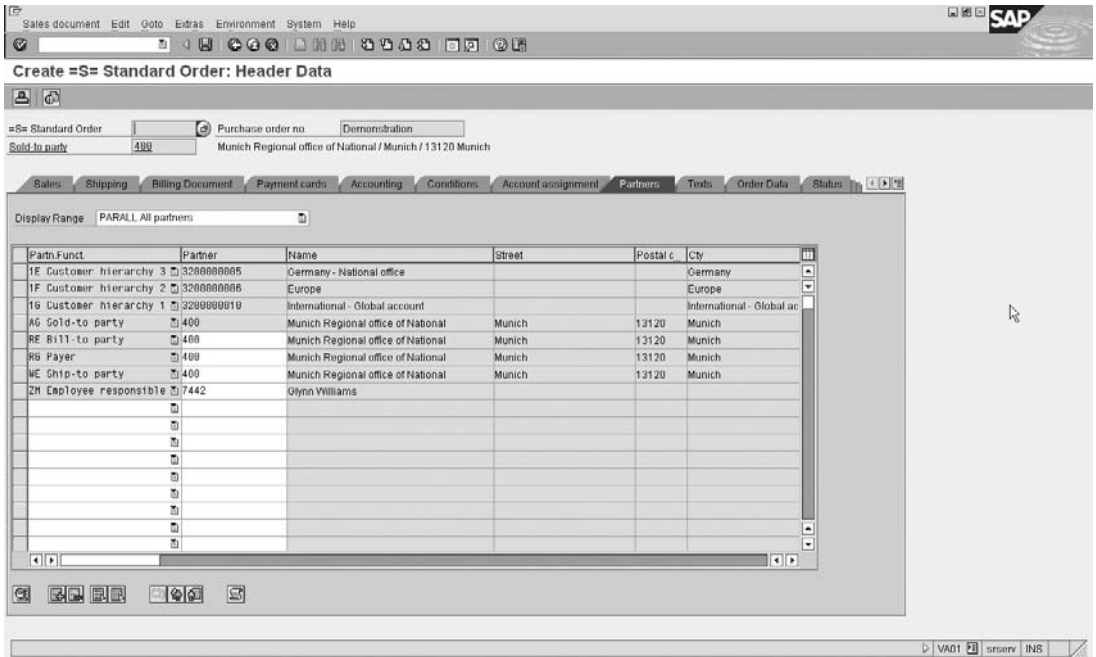 Sales document Edit Goto Extras Environment System Help
SAP
Create =S= Standard Order: Header Data
=S= Standard Order Purchase order no. Demonstration
Sold-to party 400 Munich Regional office of National / Munich / 13120 Munich
Sales Shipping Billing Document Payment cards Accounting Conditions Account assignment Partners Texts Order Data Status
Display Range PARALL All partners
Partn.Funct. Partner Name Street Postal c... Cty
1E Customer hierarchy 3 3200000005 Germany - National office Germany
1F Customer hierarchy 2 3200000006 Europe Europe
1G Customer hierarchy 1 3200000010 International - Global account International - Global ac
AG Sold-to party 400 Munich Regional office of National Munich 13120 Munich
RE Bill-to party 400 Munich Regional office of National Munich 13120 Munich
RG Payer 400 Munich Regional office of National Munich 13120 Munich
WE Ship-to party 400 Munich Regional office of National Munich 13120 Munich
ZM Employee responsible 7442 Glynn Williams
VA01 srserv INS